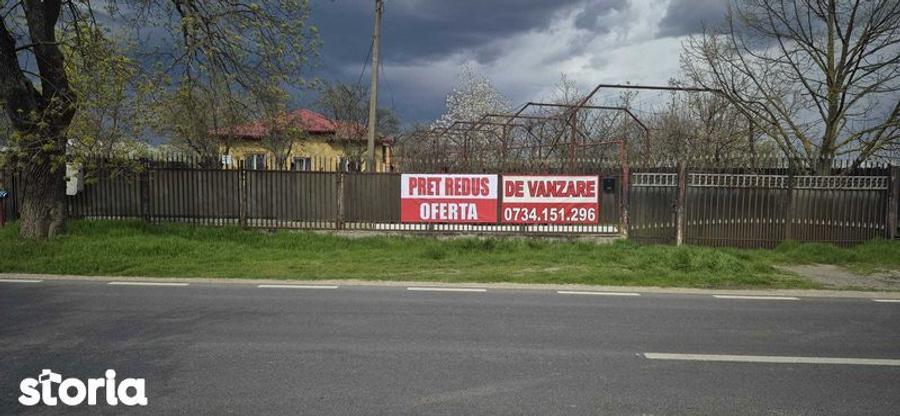 PRET REDUS
OFERTA
DE VANZARE
0734.151.296
storia